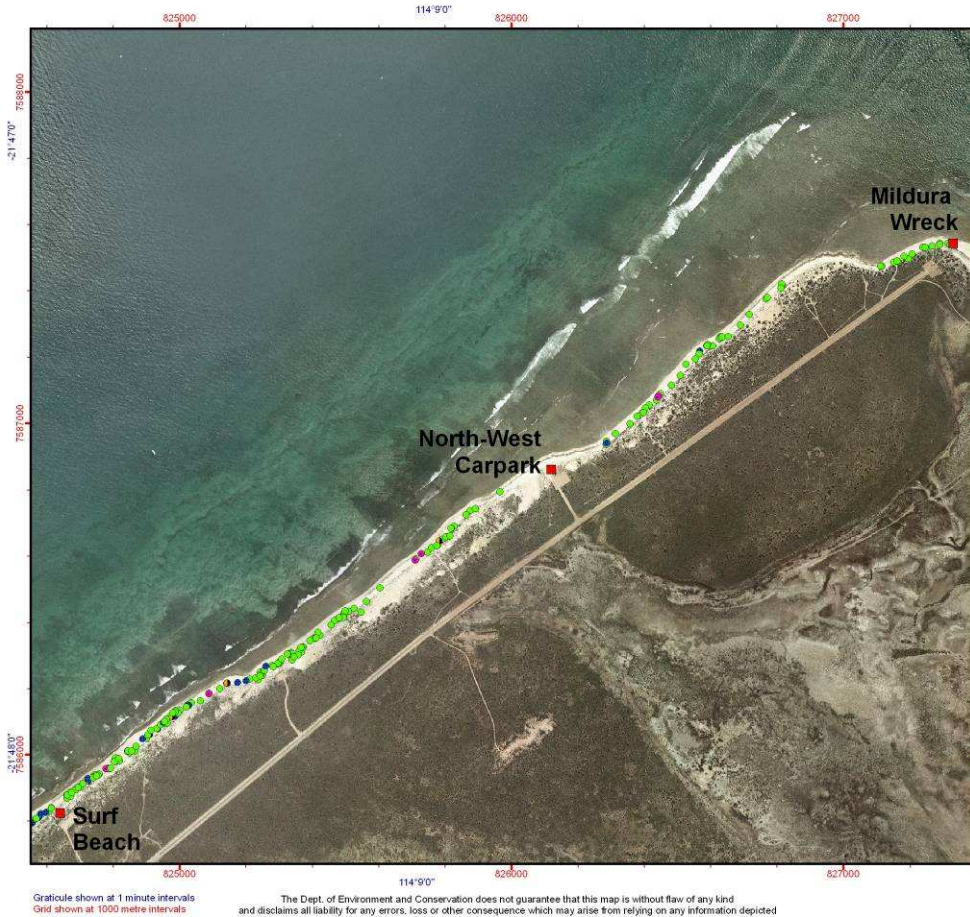 114°9'0"
825000 826000 827000
7588000
-21°47'0"
Mildura
Wreck
7587000
North-West
Carpark
-21°48'0"
7586000
Surf
Beach
825000 826000 827000
114°9'0"
Graticule shown at 1 minute intervals
Grid shown at 1000 metre intervals
The Dept. of Environment and Conservation does not guarantee that this map is without flaw of any kind
and disclaims all liability for any errors, loss or other consequence which may arise from relying on any information depicted